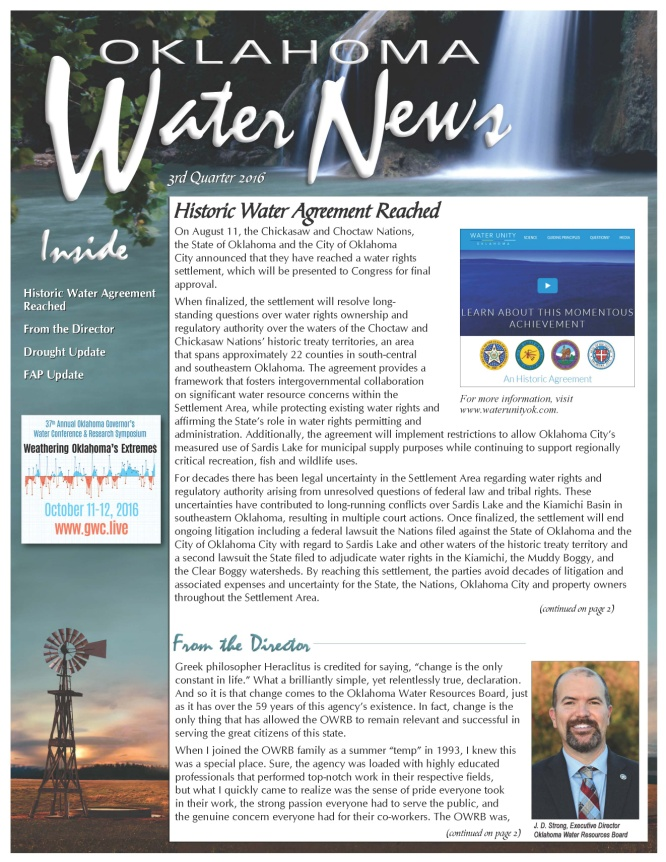 OKLAHOMA
Water News
3rd Quarter 2016
Inside
Historic Water Agreement
Reached
From the Director
Drought Update
FAP Update
37th Annual Oklahoma Governor's
Water Conference & Research Symposium
Weathering Oklahoma's Extremes
October 11-12, 2016
www.gwc.live
Historic Water Agreement Reached
On August 11, the Chickasaw and Choctaw Nations,
the State of Oklahoma and the City of Oklahoma
City announced that they have reached a water rights
settlement, which will be presented to Congress for final
approval.
When finalized, the settlement will resolve long-
standing questions over water rights ownership and
regulatory authority over the waters of the Choctaw and
Chickasaw Nations' historic treaty territories, an area
that spans approximately 22 counties in south-central
and southeastern Oklahoma. The agreement provides a
framework that fosters intergovernmental collaboration
on significant water resource concerns within the
Settlement Area, while protecting existing water rights and
affirming the State's role in water rights permitting and
administration. Additionally, the agreement will implement restrictions to allow Oklahoma City's
measured use of Sardis Lake for municipal supply purposes while continuing to support regionally
critical recreation, fish and wildlife uses.
WATER UNITY
OKLAHOMA
SCIENCE GUIDING PRINCIPLES QUESTIONS? MEDIA
LEARN ABOUT THIS MOMENTOUS
ACHIEVEMENT
An Historic Agreement
For more information, visit
www.waterunityok.com.
For decades there has been legal uncertainty in the Settlement Area regarding water rights and
regulatory authority arising from unresolved questions of federal law and tribal rights. These
uncertainties have contributed to long-running conflicts over Sardis Lake and the Kiamichi Basin in
southeastern Oklahoma, resulting in multiple court actions. Once finalized, the settlement will end
ongoing litigation including a federal lawsuit the Nations filed against the State of Oklahoma and the
City of Oklahoma City with regard to Sardis Lake and other waters of the historic treaty territory and
a second lawsuit the State filed to adjudicate water rights in the Kiamichi, the Muddy Boggy, and
the Clear Boggy watersheds. By reaching this settlement, the parties avoid decades of litigation and
associated expenses and uncertainty for the State, the Nations, Oklahoma City and property owners
throughout the Settlement Area.
(continued on page 2)
From the Director
Greek philosopher Heraclitus is credited for saying, "change is the only
constant in life." What a brilliantly simple, yet relentlessly true, declaration.
And so it is that change comes to the Oklahoma Water Resources Board, just
as it has over the 59 years of this agency's existence. In fact, change is the
only thing that has allowed the OWRB to remain relevant and successful in
serving the great citizens of this state.
When I joined the OWRB family as a summer "temp" in 1993, I knew this
was a special place. Sure, the agency was loaded with highly educated
professionals that performed top-notch work in their respective fields,
but what I quickly came to realize was the sense of pride everyone took
in their work, the strong passion everyone had to serve the public, and
the genuine concern everyone had for their co-workers. The OWRB was,
(continued on page 2)
J. D. Strong, Executive Director
Oklahoma Water Resources Board